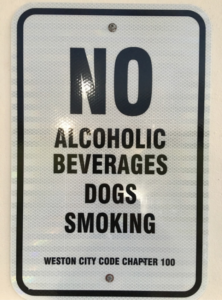 NO
ALCOHOLIC
BEVERAGES
DOGS
SMOKING
WESTON CITY CODE CHAPTER 100